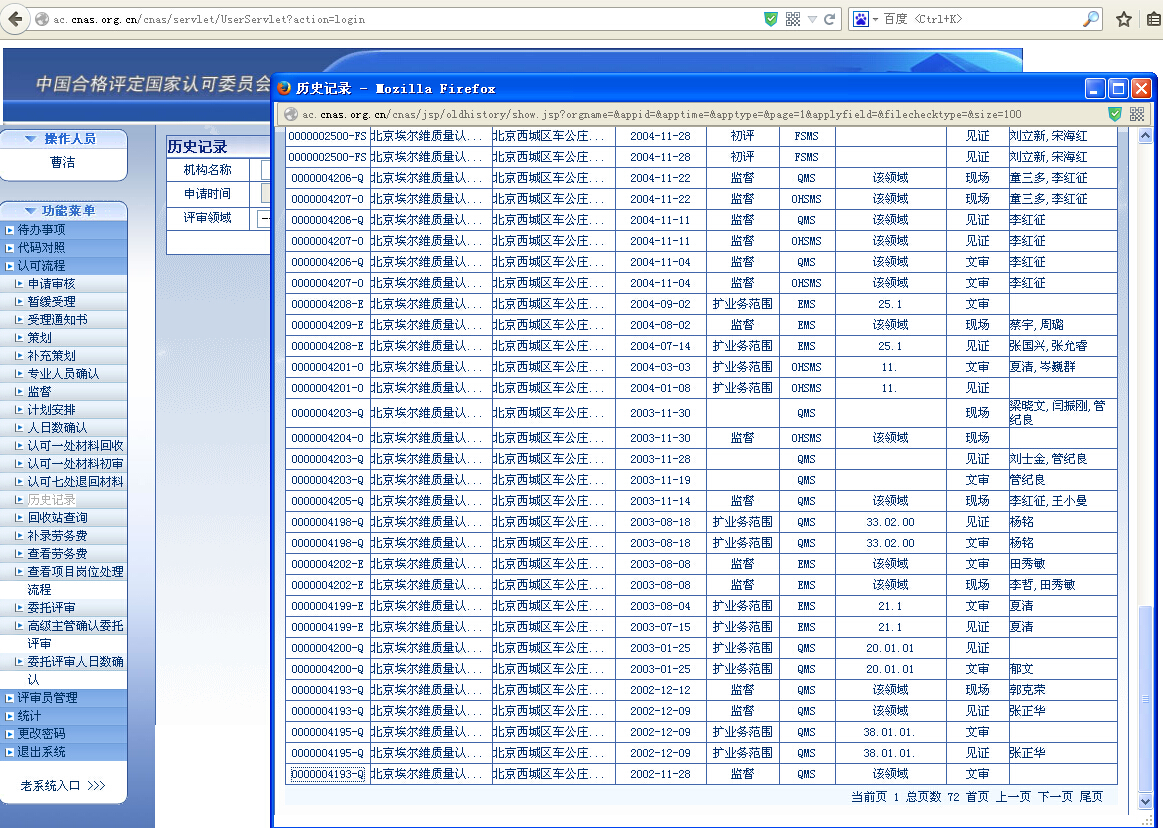 ac.cnas.org.cn/cnas/servlet/UserServlet?action=login
百度 <Ctrl+K>
中国合格评定国家认可委员会
操作人员
曹洁
功能菜单
待办事项
代码对照
认可流程
申请审核
暂缓受理
受理通知书
策划
补充策划
专业人员确认
监督
计划安排
人日数确认
认可一处材料回收
认可一处材料初审
认可七处退回材料
历史记录
回收站查询
补录劳务费
查看劳务费
查看项目岗位处理
流程
委托评审
高级主管确认委托
评审
委托评审人日数确
认
评审员管理
统计
更改密码
退出系统
老系统入口 >>>
历史记录
机构名称
申请时间
评审领域
历史记录 - Mozilla Firefox
ac.cnas.org.cn/cnas/jsp/oldhistory/show.jsp?orgname=&appid=&apptime=&apptype=&page=1&applyfield=&filechecktype=&size=100
0000002500-FS 北京埃尔维质量认... 北京西城区车公庄... 2004-11-28 初评 FSMS 见证 刘立新,宋海红
0000002500-FS 北京埃尔维质量认... 北京西城区车公庄... 2004-11-28 初评 FSMS 见证 刘立新,宋海红
0000004206-Q 北京埃尔维质量认... 北京西城区车公庄... 2004-11-22 监督 QMS 该领域 现场 童三多,李红征
0000004207-O 北京埃尔维质量认... 北京西城区车公庄... 2004-11-22 监督 OHSMS 该领域 现场 童三多,李红征
0000004206-Q 北京埃尔维质量认... 北京西城区车公庄... 2004-11-11 监督 QMS 该领域 见证 李红征
0000004207-O 北京埃尔维质量认... 北京西城区车公庄... 2004-11-11 监督 OHSMS 该领域 见证 李红征
0000004206-Q 北京埃尔维质量认... 北京西城区车公庄... 2004-11-04 监督 QMS 该领域 文审 李红征
0000004207-O 北京埃尔维质量认... 北京西城区车公庄... 2004-11-04 监督 OHSMS 该领域 文审 李红征
0000004208-E 北京埃尔维质量认... 北京西城区车公庄... 2004-09-02 扩业务范围 EMS 25.1 文审
0000004209-E 北京埃尔维质量认... 北京西城区车公庄... 2004-08-02 监督 EMS 该领域 现场 蔡宇,周璐
0000004208-E 北京埃尔维质量认... 北京西城区车公庄... 2004-07-14 扩业务范围 EMS 25.1 见证 张国兴,张允睿
0000004201-O 北京埃尔维质量认... 北京西城区车公庄... 2004-03-03 扩业务范围 OHSMS 11. 文审 夏清,岑巍群
0000004201-O 北京埃尔维质量认... 北京西城区车公庄... 2004-01-08 扩业务范围 OHSMS 11. 见证
0000004203-Q 北京埃尔维质量认... 北京西城区车公庄... 2003-11-30 QMS 现场 梁晓文,闫振刚,管
纪良
0000004204-O 北京埃尔维质量认... 北京西城区车公庄... 2003-11-30 监督 OHSMS 该领域 现场
0000004203-Q 北京埃尔维质量认... 北京西城区车公庄... 2003-11-28 QMS 见证 刘士金,管纪良
0000004203-Q 北京埃尔维质量认... 北京西城区车公庄... 2003-11-19 QMS 文审 管纪良
0000004205-Q 北京埃尔维质量认... 北京西城区车公庄... 2003-11-14 监督 QMS 该领域 现场 李红征,王小曼
0000004198-Q 北京埃尔维质量认... 北京西城区车公庄... 2003-08-18 扩业务范围 QMS 33.02.00 见证 杨铭
0000004198-Q 北京埃尔维质量认... 北京西城区车公庄... 2003-08-18 扩业务范围 QMS 33.02.00 文审 杨铭
0000004202-E 北京埃尔维质量认... 北京西城区车公庄... 2003-08-08 监督 EMS 该领域 文审 田秀敏
0000004202-E 北京埃尔维质量认... 北京西城区车公庄... 2003-08-08 监督 EMS 该领域 现场 李哲,田秀敏
0000004199-E 北京埃尔维质量认... 北京西城区车公庄... 2003-08-04 扩业务范围 EMS 21.1 文审 夏清
0000004199-E 北京埃尔维质量认... 北京西城区车公庄... 2003-07-15 扩业务范围 EMS 21.1 见证 夏清
0000004200-Q 北京埃尔维质量认... 北京西城区车公庄... 2003-01-25 扩业务范围 QMS 20.01.01 见证
0000004200-Q 北京埃尔维质量认... 北京西城区车公庄... 2003-01-25 扩业务范围 QMS 20.01.01 文审 郁文
0000004193-Q 北京埃尔维质量认... 北京西城区车公庄... 2002-12-12 监督 QMS 该领域 现场 郭克荣
0000004193-Q 北京埃尔维质量认... 北京西城区车公庄... 2002-12-09 监督 QMS 该领域 见证 张正华
0000004195-Q 北京埃尔维质量认... 北京西城区车公庄... 2002-12-09 扩业务范围 QMS 38.01.01. 文审
0000004195-Q 北京埃尔维质量认... 北京西城区车公庄... 2002-12-09 扩业务范围 QMS 38.01.01. 见证 张正华
0000004193-Q 北京埃尔维质量认... 北京西城区车公庄... 2002-11-28 监督 QMS 该领域 文审
当前页 1 总页数 72 首页 上一页 下一页 尾页